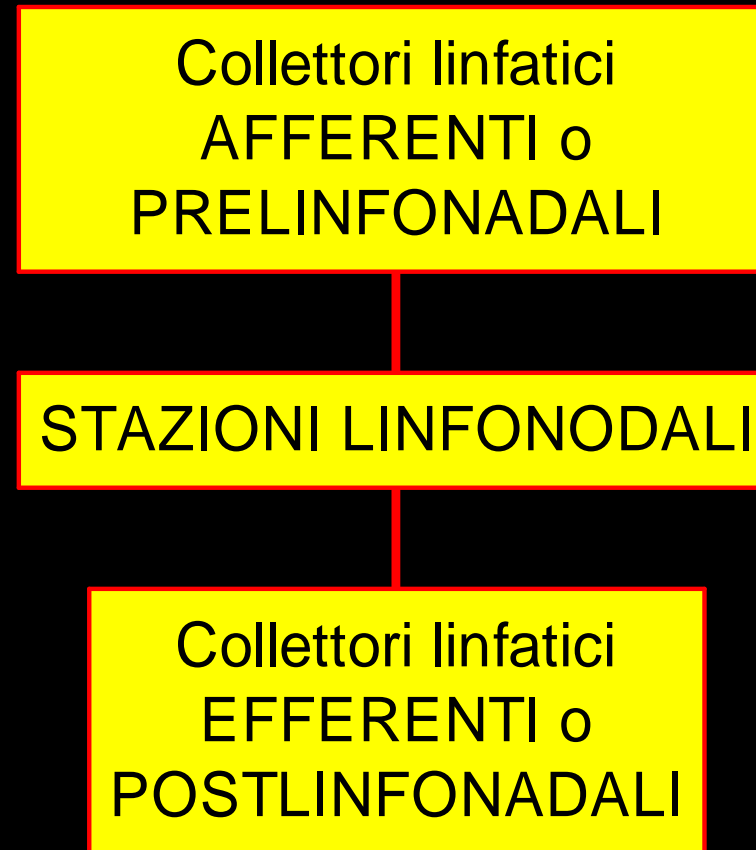 Collettori linfatici
AFFERENTI o
PRELINFONADALI
STAZIONI LINFONODALI
Collettori linfatici
EFFERENTI o
POSTLINFONADALI